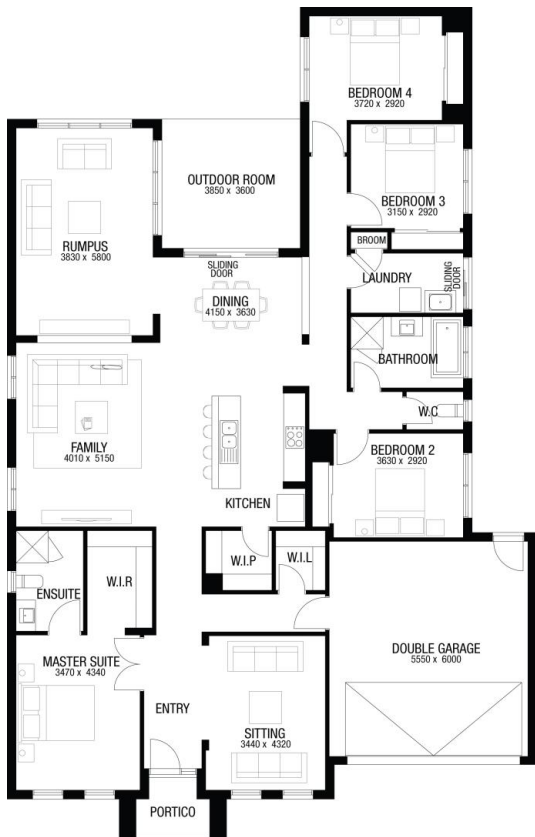 BEDROOM 4
3720 x 2920
OUTDOOR ROOM
3850 x 3600
BEDROOM 3
3150 x 2920
RUMPUS
3830 x 5800
BROOM
SLIDING
DOOR
LAUNDRY
SLIDING
DOOR
DINING
4150 x 3630
BATHROOM
W.C
FAMILY
4010 x 5150
BEDROOM 2
3630 x 2920
KITCHEN
W.I.P
W.I.L
W.I.R
ENSUITE
MASTER SUITE
3470 x 4340
DOUBLE GARAGE
5550 x 6000
ENTRY
SITTING
3440 x 4320
PORTICO